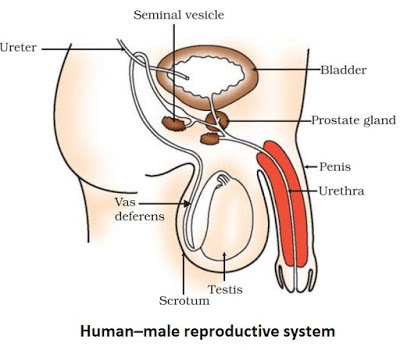 Seminal vesicle
Ureter
Bladder
Prostate gland
Penis
Urethra
Vas
deferens
Testis
Scrotum
Human–male reproductive system